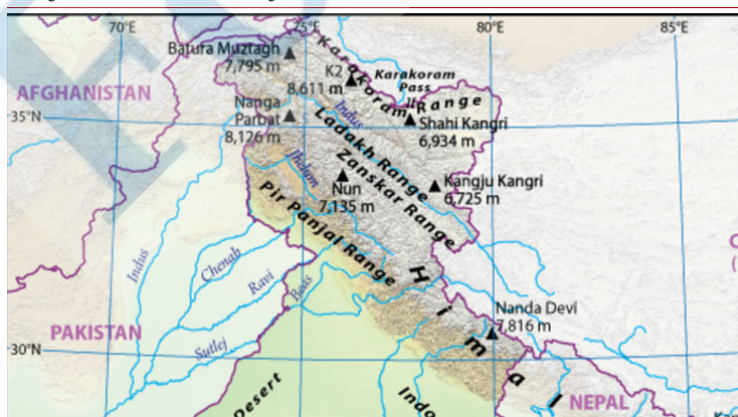 70°E
75°E
80°E
85°E
Batura Muztagh
7,795 m
Karakoram Range
K2
8,611 m
Karakoram
Pass
AFGHANISTAN
Nanga
Parbat
8,126 m
Indus
35°N
Shahi Kangri
6,934 m
Ladakh Range
Zanskar Range
Jhelum
Nun
7,135 m
Kangju Kangri
6,725 m
Pir Panjal Range
Indus
Chenab
Ravi
Beas
Sutlej
PAKISTAN
Nanda Devi
7,816 m
30°N
H i m a l
NEPAL
Desert
Indo